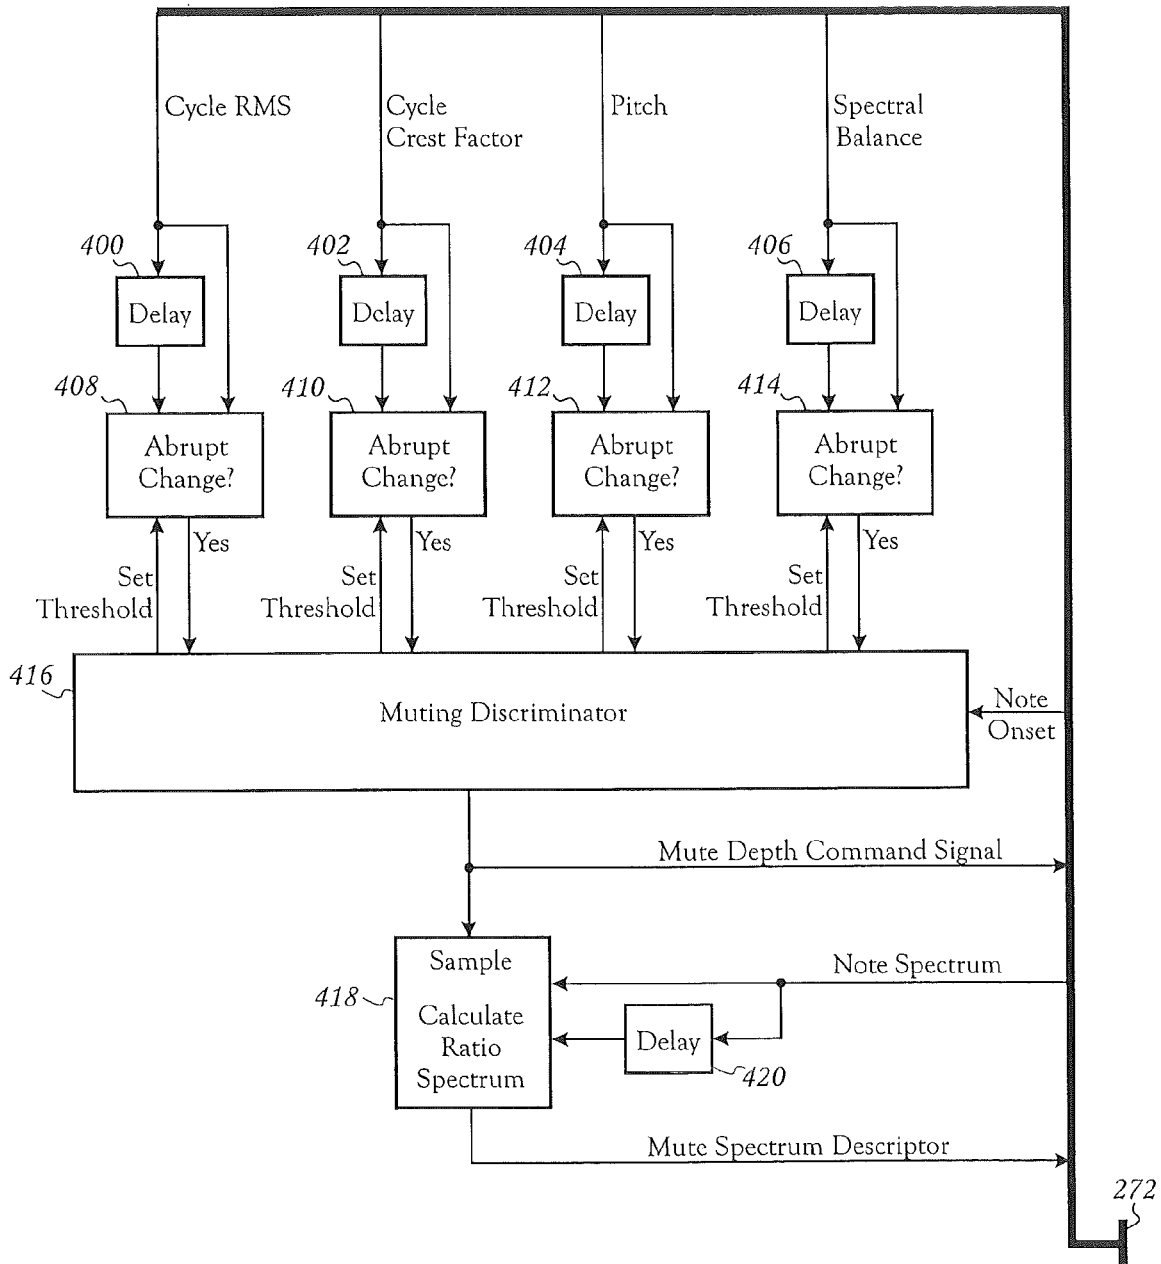 Cycle RMS
Cycle
Crest Factor
Pitch
Spectral
Balance
400
402
404
406
Delay
Delay
Delay
Delay
408
410
412
414
Abrupt
Change?
Abrupt
Change?
Abrupt
Change?
Abrupt
Change?
Yes
Yes
Yes
Yes
Set
Threshold
Set
Threshold
Set
Threshold
Set
Threshold
416
Muting Discriminator
Note
Onset
Mute Depth Command Signal
Sample
Calculate
Ratio
Spectrum
418
Note Spectrum
Delay
420
Mute Spectrum Descriptor
272